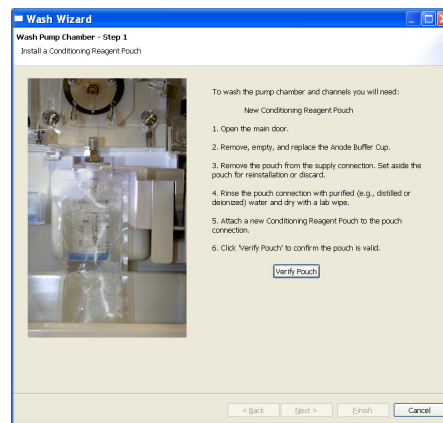 Wash Wizard
Wash Pump Chamber - Step 1
Install a Conditioning Reagent Pouch
To wash the pump chamber and channels you will need:
New Conditioning Reagent Pouch
1. Open the main door.
2. Remove, empty, and replace the Anode Buffer Cup.
3. Remove the pouch from the supply connection. Set aside the
pouch for reinstallation or discard.
4. Rinse the pouch connection with purified (e.g., distilled or
deionized) water and dry with a lab wipe.
5. Attach a new Conditioning Reagent Pouch to the pouch
connection.
6. Click 'Verify Pouch' to confirm the pouch is valid.
Verify Pouch
< Back Next > Finish Cancel